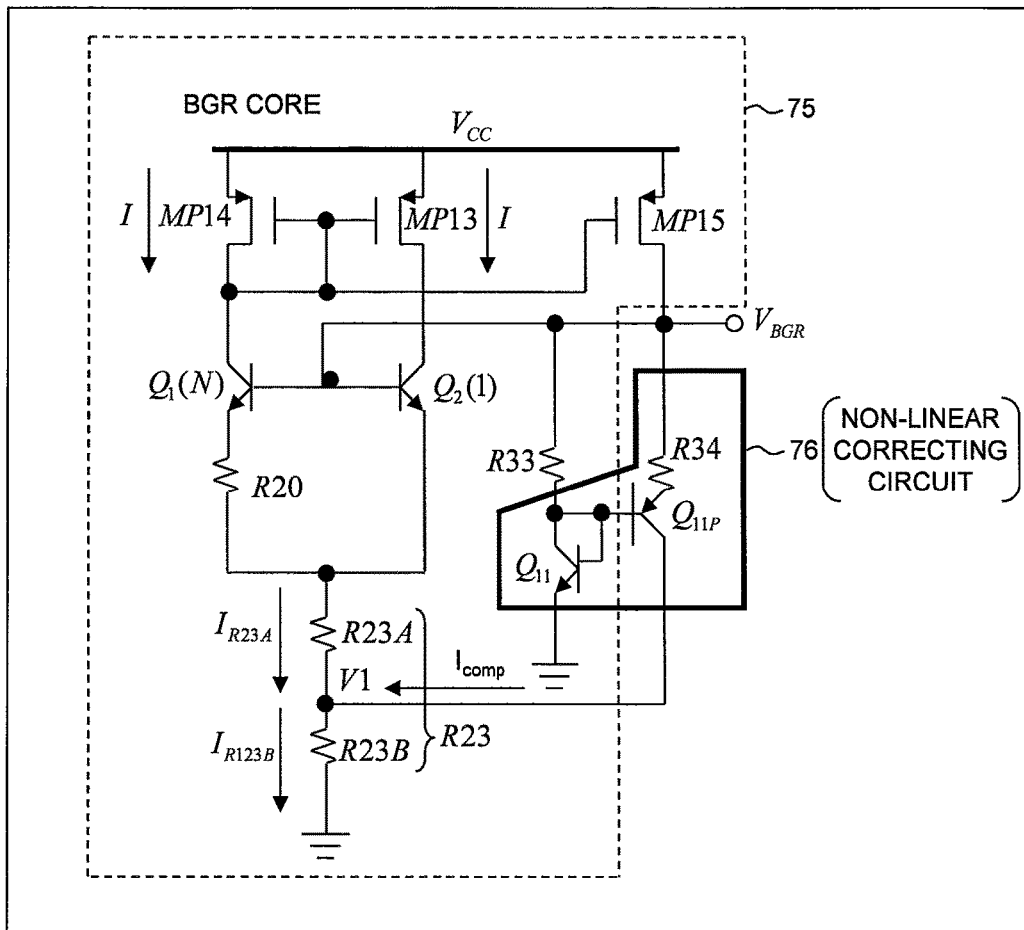 BGR CORE
75
V_CC
I
MP14
MP13
I
MP15
V_BGR
Q_1(N)
Q_2(1)
R33
R34
76
NON-LINEAR
CORRECTING
CIRCUIT
R20
Q_11P
Q_11
I_R23A
R23A
V1
I_comp
I_R123B
R23B
R23